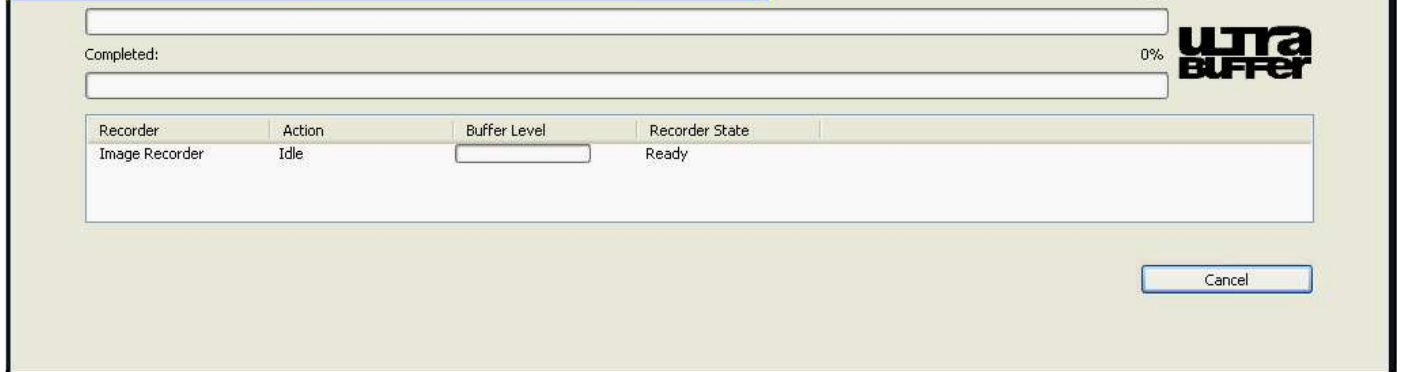 Completed: 0%
ULTRA
BUFFER
Recorder Action Buffer Level Recorder State
Image Recorder Idle Ready
Cancel